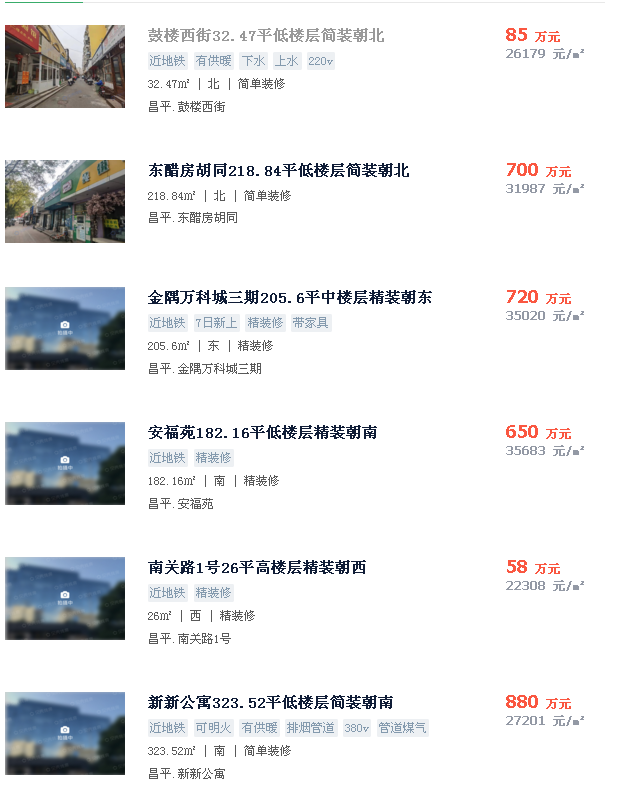 鼓楼西街32.47平低楼层简装朝北
85 万元
近地铁 有供暖 下水 上水 220v
26179 元/㎡
32.47㎡ | 北 | 简单装修
昌平.鼓楼西街
东醋房胡同218.84平低楼层简装朝北
700 万元
218.84㎡ | 北 | 简单装修
31987 元/㎡
昌平.东醋房胡同
金隅万科城三期205.6平中楼层精装朝东
720 万元
近地铁 7日新上 精装修 带家具
35020 元/㎡
205.6㎡ | 东 | 精装修
昌平.金隅万科城三期
安福苑182.16平低楼层精装朝南
650 万元
近地铁 精装修
35683 元/㎡
182.16㎡ | 南 | 精装修
昌平.安福苑
南关路1号26平高楼层精装朝西
58 万元
近地铁 精装修
22308 元/㎡
26㎡ | 西 | 精装修
昌平.南关路1号
新新公寓323.52平低楼层简装朝南
880 万元
近地铁 可明火 有供暖 排烟管道 380v 管道煤气
27201 元/㎡
323.52㎡ | 南 | 简单装修
昌平.新新公寓